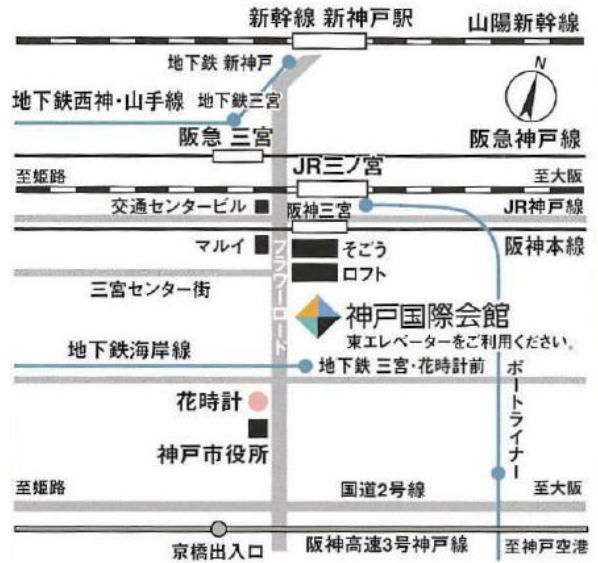 新幹線 新神戸駅
山陽新幹線
地下鉄 新神戸
N
地下鉄西神・山手線
地下鉄三宮
阪急 三宮
阪急神戸線
至姫路
JR三ノ宮
至大阪
交通センタービル
阪神三宮
JR神戸線
マルイ
そごう
阪神本線
ロフト
フラワーロード
三宮センター街
神戸国際会館
東エレベーターをご利用ください。
地下鉄海岸線
地下鉄 三宮・花時計前
ポートライナー
花時計
神戸市役所
至姫路
国道2号線
至大阪
京橋出入口
阪神高速3号神戸線
至神戸空港